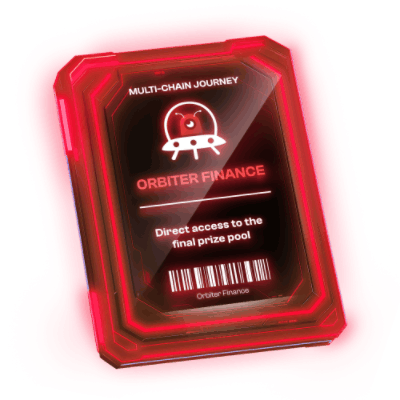 MULTI-CHAIN JOURNEY
ORBITER FINANCE
Direct access to the
final prize pool
Orbiter Finance